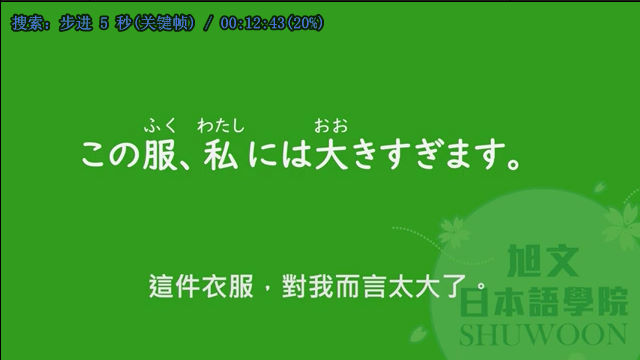 搜索: 步进 5 秒(关键帧) / 00:12:43(20%)
ふく わたし おお
この服、私には大きすぎます。
這件衣服，對我而言太大了。
旭文
日本語學院
SHUWOON